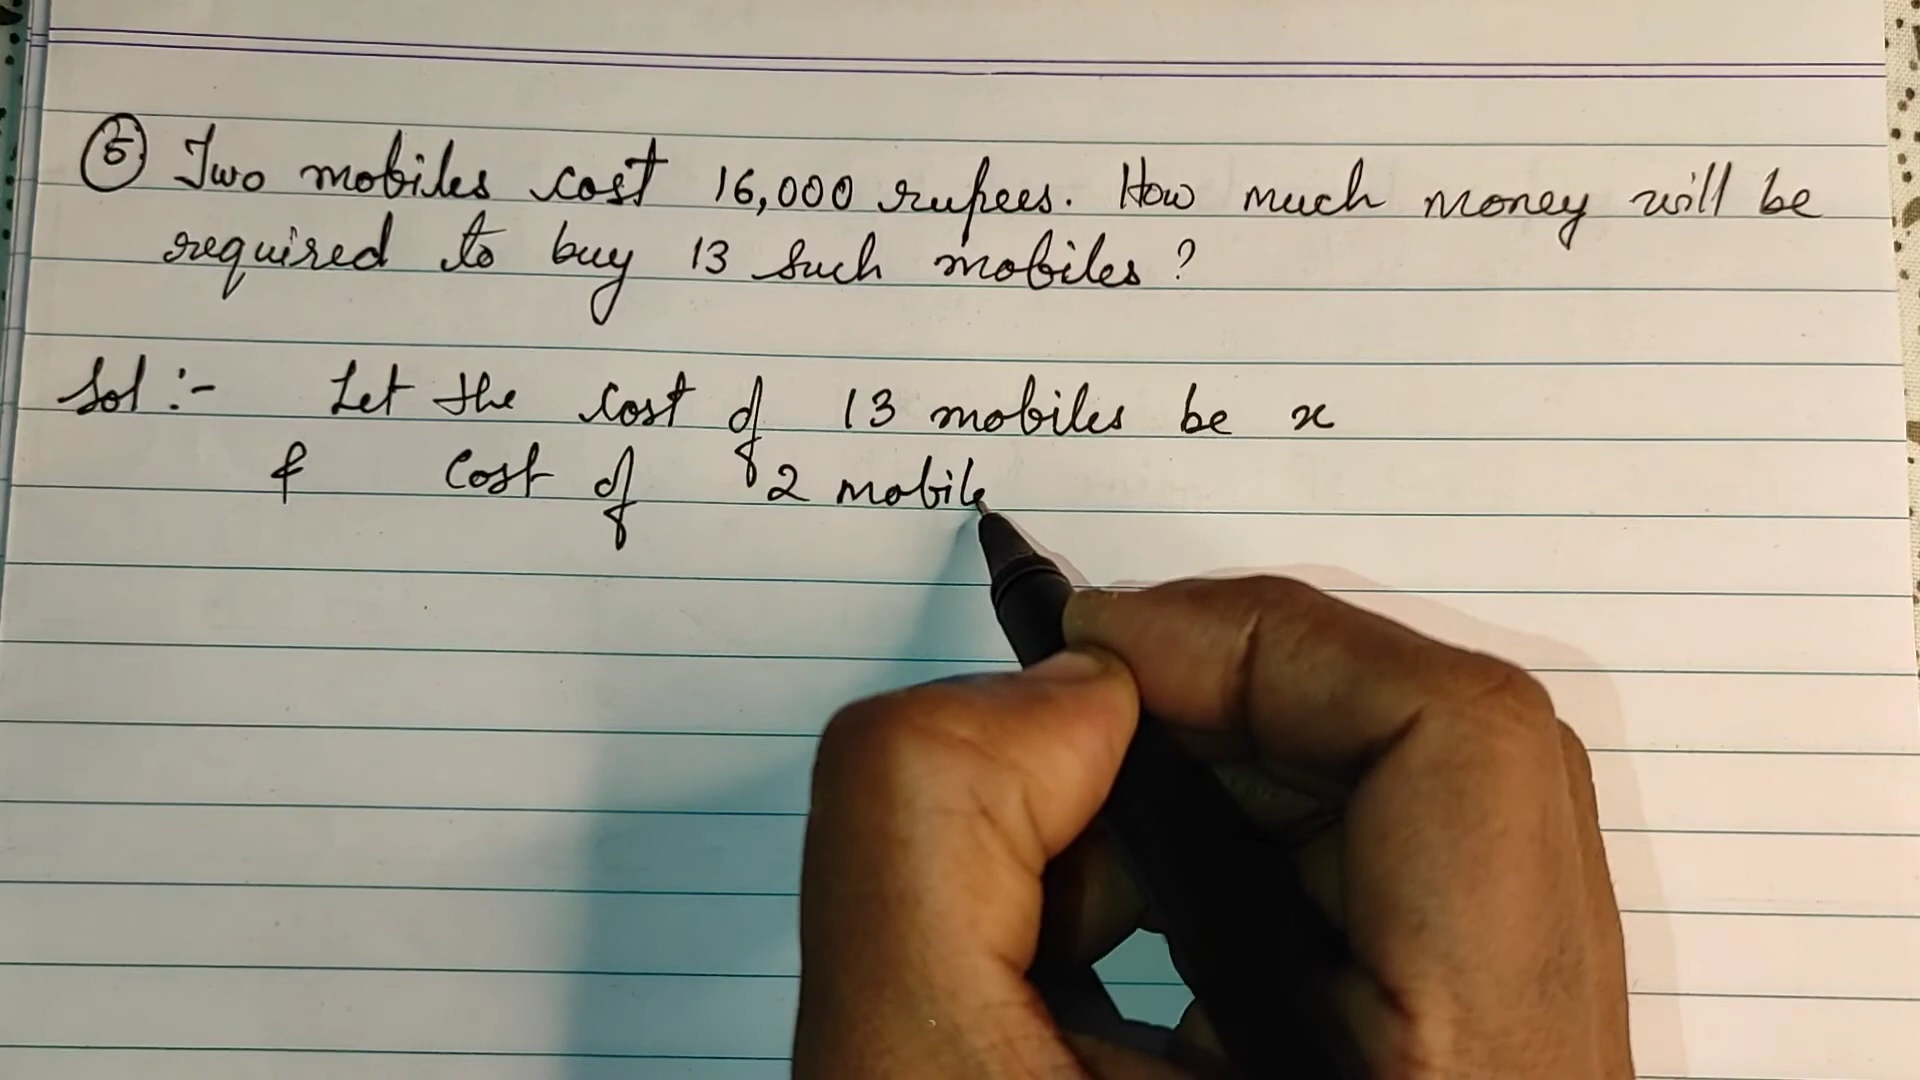 ⑤ Two mobiles cost 16,000 rupees. How much money will be
required to buy 13 such mobiles?
Sol :- Let the cost of 13 mobiles be x
& cost of 2 mobile